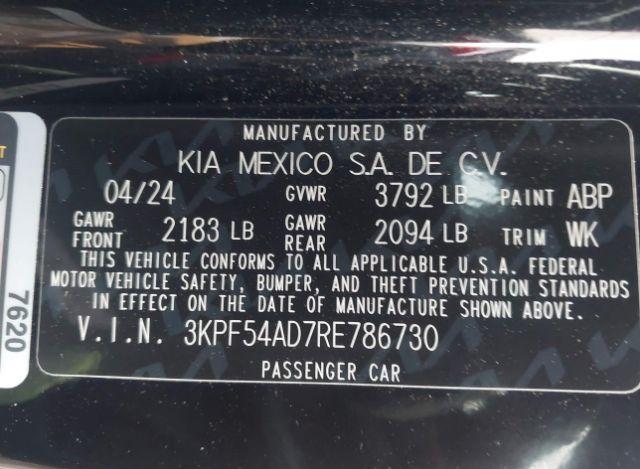 MANUFACTURED BY
KIA MEXICO S.A. DE C.V.
04/24 GVWR 3792 LB PAINT ABP
GAWR FRONT 2183 LB GAWR REAR 2094 LB TRIM WK
THIS VEHICLE CONFORMS TO ALL APPLICABLE U.S.A. FEDERAL
MOTOR VEHICLE SAFETY, BUMPER, AND THEFT PREVENTION STANDARDS
IN EFFECT ON THE DATE OF MANUFACTURE SHOWN ABOVE.
V.I.N. 3KPF54AD7RE786730
PASSENGER CAR
7620